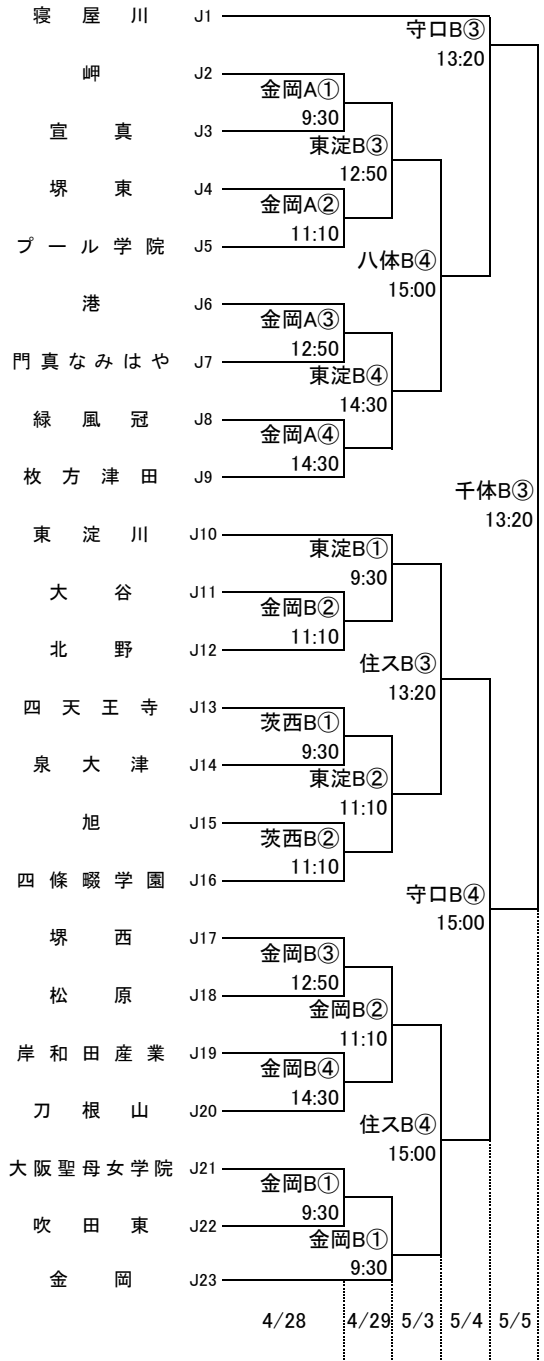 寝屋川 J1
守口B③
13:20
岬 J2
金岡A①
9:30
宣真 J3
東淀B③
12:50
堺東 J4
金岡A②
11:10
プール学院 J5
八体B④
15:00
港 J6
金岡A③
12:50
門真なみはや J7
東淀B④
14:30
緑風冠 J8
金岡A④
14:30
枚方津田 J9
千体B③
13:20
東淀川 J10
東淀B①
9:30
大谷 J11
金岡B②
11:10
北野 J12
住スB③
13:20
四天王寺 J13
茨西B①
9:30
泉大津 J14
東淀B②
11:10
旭 J15
茨西B②
11:10
四條畷学園 J16
守口B④
15:00
堺西 J17
金岡B③
12:50
松原 J18
金岡B②
11:10
岸和田産業 J19
金岡B④
14:30
刀根山 J20
住スB④
15:00
大阪聖母女学院 J21
金岡B①
9:30
吹田東 J22
金岡B①
9:30
金岡 J23
4/28 4/29 5/3 5/4 5/5